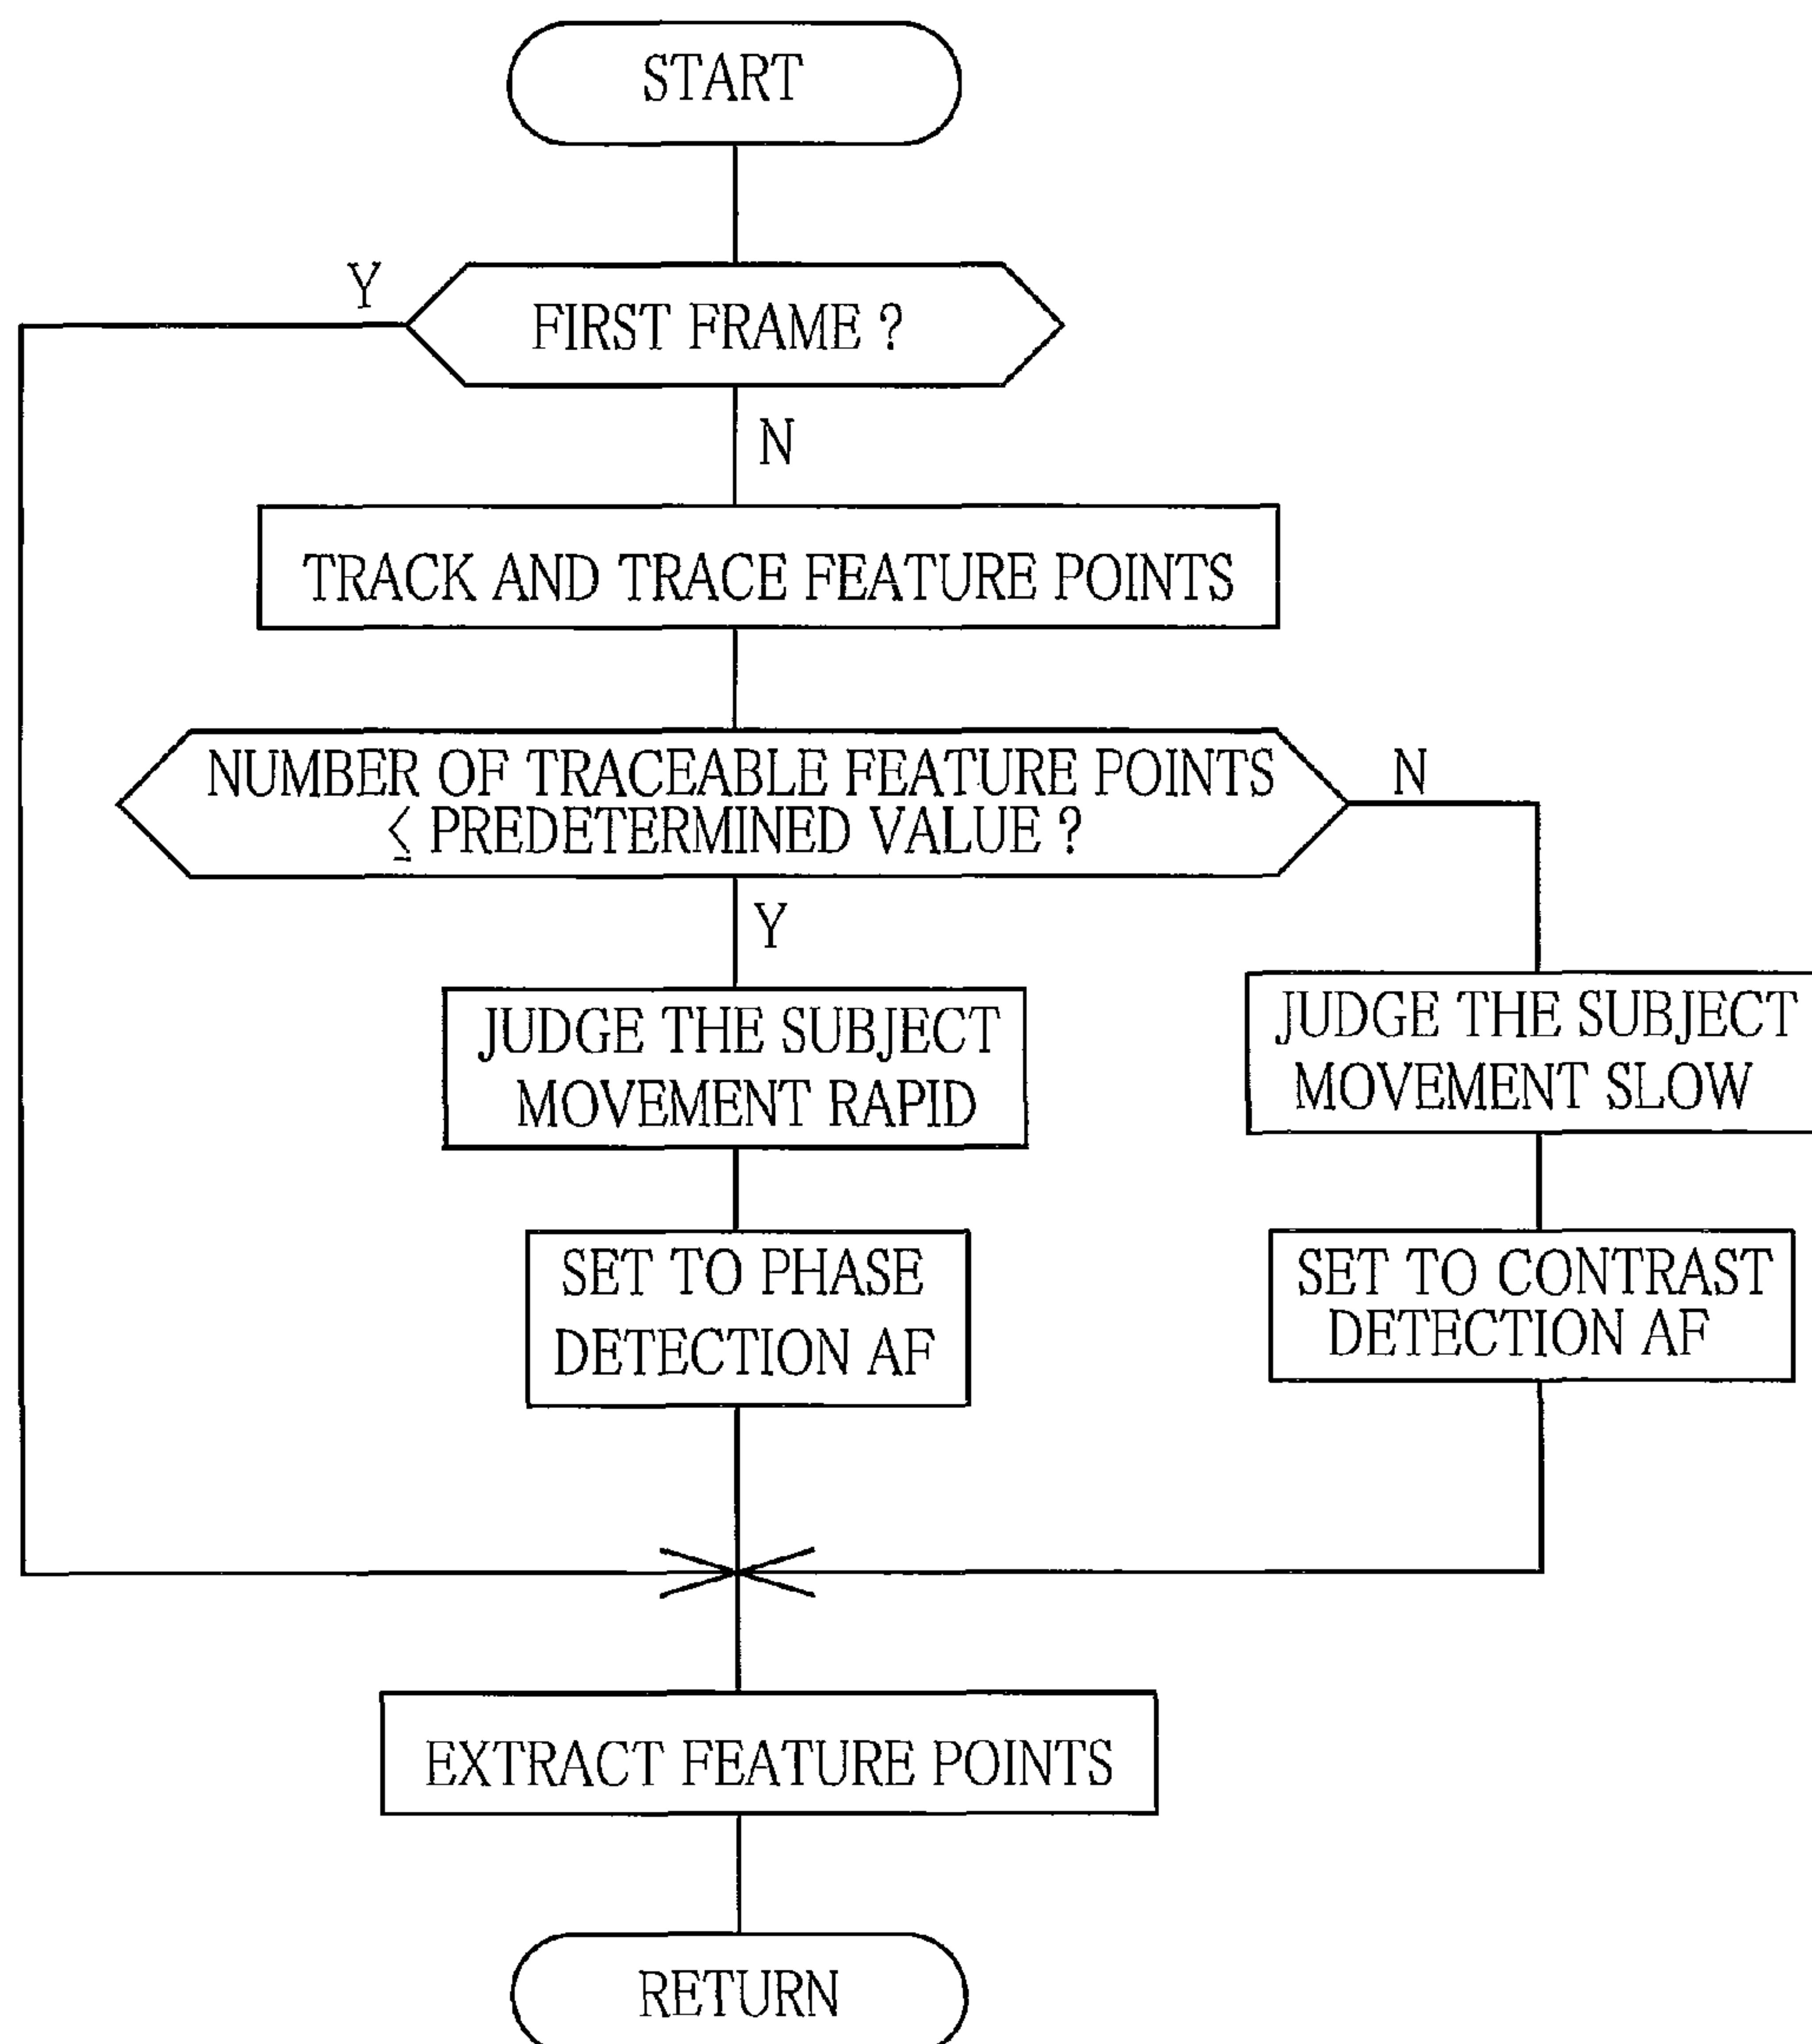 START
Y
FIRST FRAME ?
N
TRACK AND TRACE FEATURE POINTS
NUMBER OF TRACEABLE FEATURE POINTS
≤ PREDETERMINED VALUE ?
N
Y
JUDGE THE SUBJECT
MOVEMENT RAPID
JUDGE THE SUBJECT
MOVEMENT SLOW
SET TO PHASE
DETECTION AF
SET TO CONTRAST
DETECTION AF
EXTRACT FEATURE POINTS
RETURN